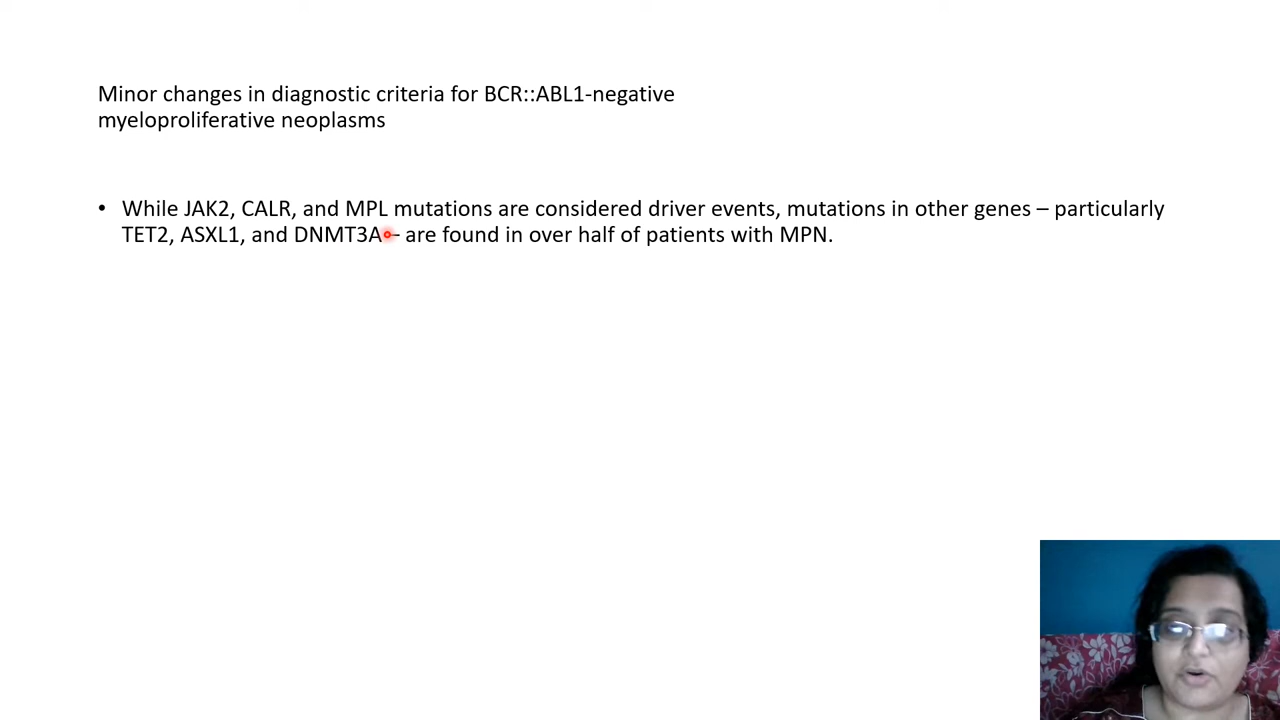 Minor changes in diagnostic criteria for BCR::ABL1-negative
myeloproliferative neoplasms
• While JAK2, CALR, and MPL mutations are considered driver events, mutations in other genes – particularly
TET2, ASXL1, and DNMT3A – are found in over half of patients with MPN.